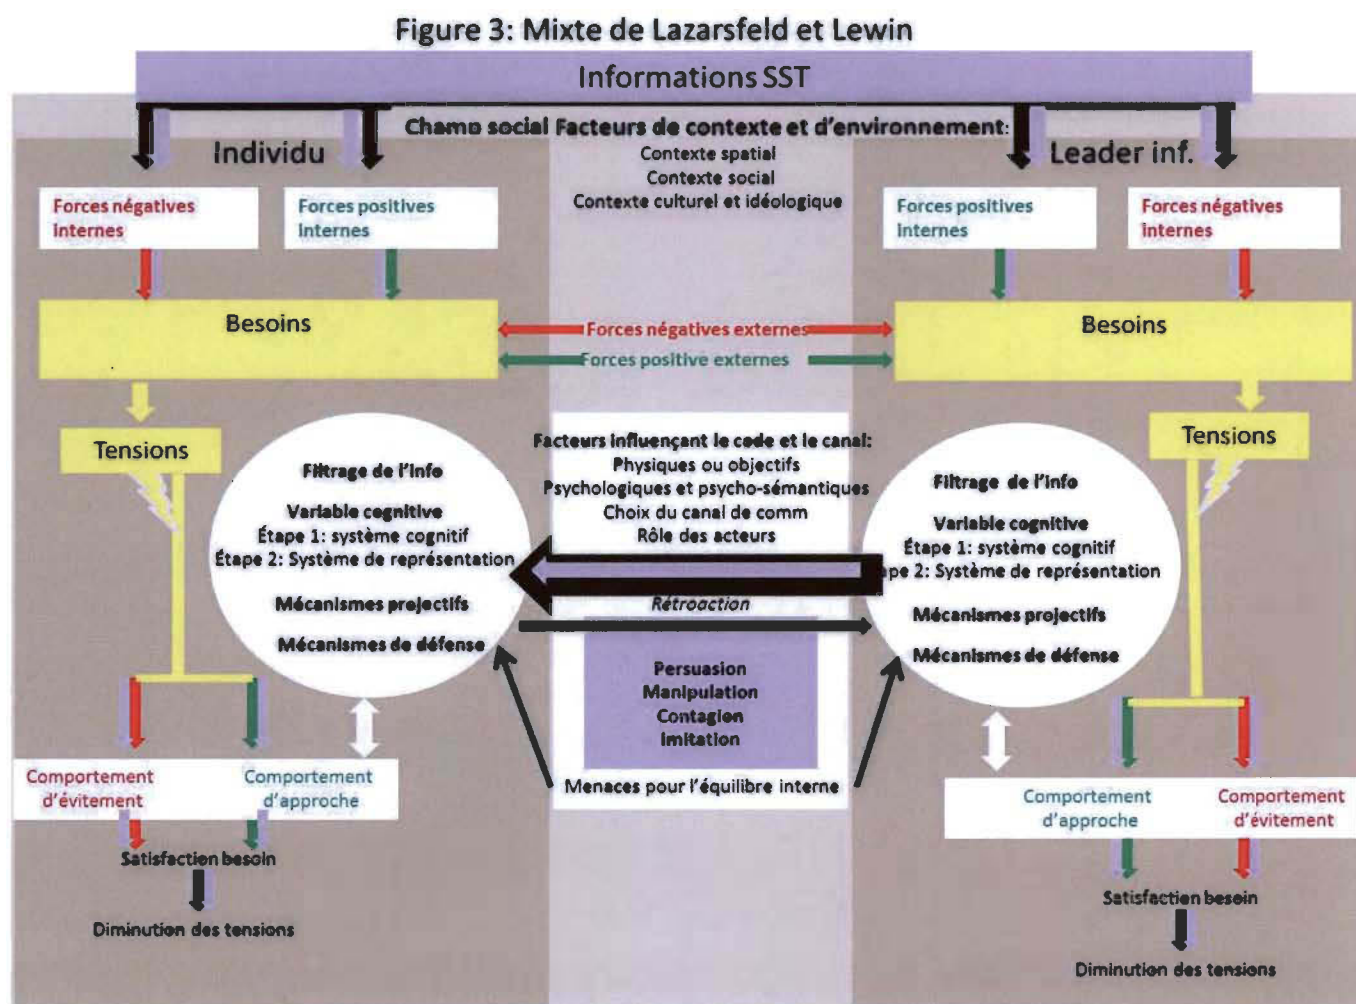 Figure 3: Mixte de Lazarsfeld et Lewin
Informations SST
Champ social Facteurs de contexte et d'environnement:
Contexte spatial
Contexte social
Contexte culturel et idéologique
Individu
Leader inf.
Forces négatives
internes
Forces positives
internes
Forces positives
internes
Forces négatives
internes
Besoins
Forces négatives externes
Forces positive externes
Besoins
Tensions
Filtrage de l'info
Variable cognitive
Étape 1: système cognitif
Étape 2: Système de représentation
Mécanismes projectifs
Mécanismes de défense
Facteurs influençant le code et le canal:
Physiques ou objectifs
Psychologiques et psycho-sémantiques
Choix du canal de comm
Rôle des acteurs
Rétroaction
Persuasion
Manipulation
Contagion
Imitation
Menaces pour l'équilibre interne
Tensions
Filtrage de l'info
Variable cognitive
Étape 1: système cognitif
pe 2: Système de représentation
Mécanismes projectifs
Mécanismes de défense
Comportement
d'évitement
Comportement
d'approche
Satisfaction besoin
Diminution des tensions
Comportement
d'approche
Comportement
d'évitement
Satisfaction besoin
Diminution des tensions